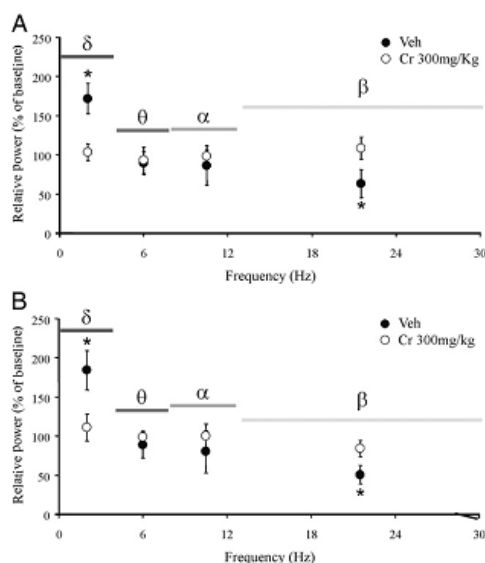 A
δ
● Veh
○ Cr 300mg/Kg
*
θ
α
β
*
250
200
150
100
50
0
Relative power (% of baseline)
0 6 12 18 24 30
Frequency (Hz)
B
δ
● Veh
○ Cr 300mg/kg
*
θ
α
β
*
250
200
150
100
50
0
Relative power (% of baseline)
0 6 12 18 24 30
Frequency (Hz)